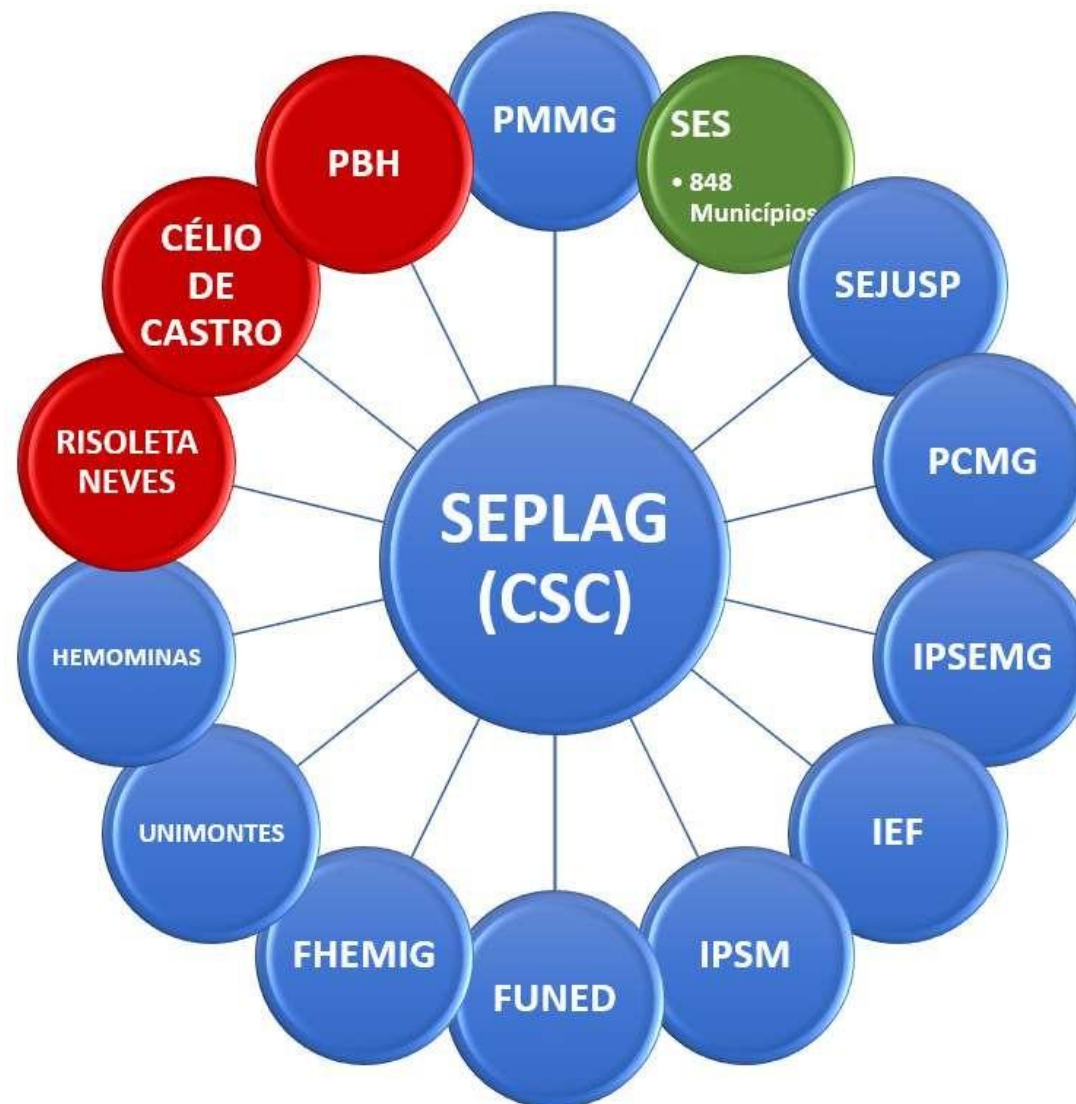 PMMG
SES
• 848
Municípios
SEJUSP
PCMG
IPSEMG
IEF
IPSM
FUNED
FHEMIG
UNIMONTES
HEMOMINAS
RISOLETA
NEVES
CÉLIO
DE
CASTRO
PBH
SEPLAG
(CSC)